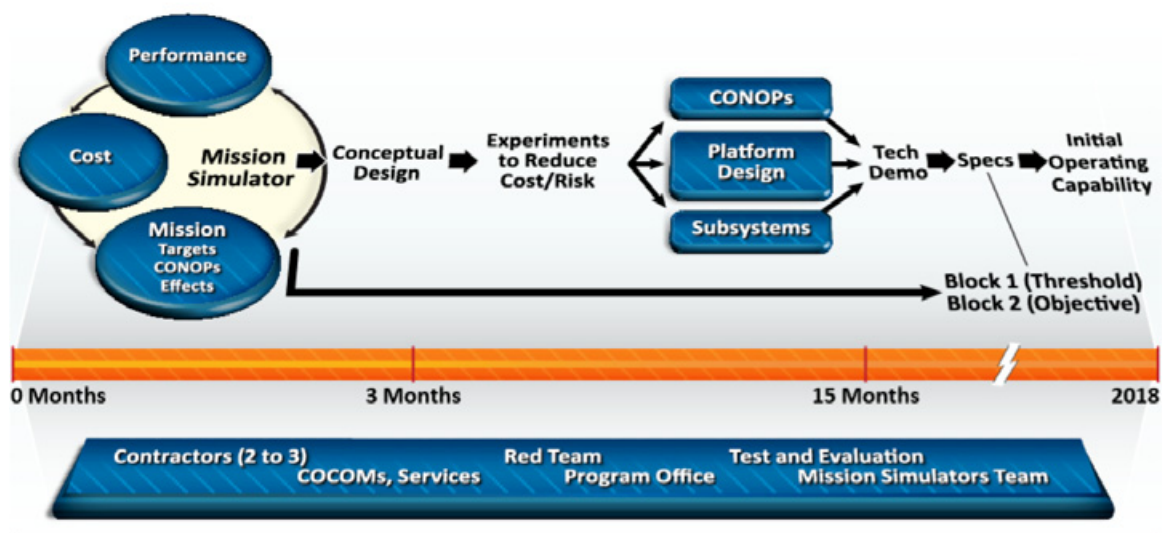 Performance
Cost
Mission
Simulator
Mission
Targets
CONOPs
Effects
Conceptual
Design
Experiments
to Reduce
Cost/Risk
CONOPs
Platform
Design
Subsystems
Tech
Demo
Specs
Initial
Operating
Capability
Block 1 (Threshold)
Block 2 (Objective)
0 Months
3 Months
15 Months
2018
Contractors (2 to 3)
Red Team
Test and Evaluation
COCOMs, Services
Program Office
Mission Simulators Team